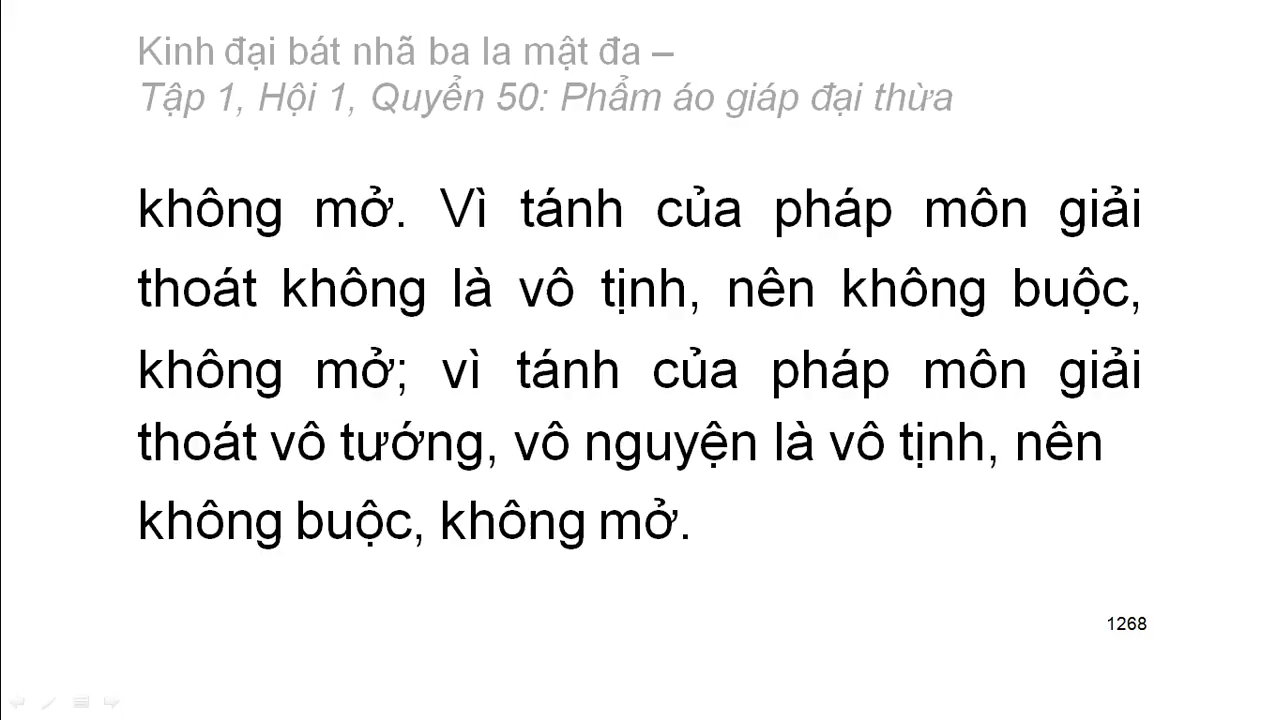 Kinh đại bát nhã ba la mật đa –
Tập 1, Hội 1, Quyển 50: Phẩm áo giáp đại thừa
không mở. Vì tánh của pháp môn giải
thoát không là vô tịnh, nên không buộc,
không mở; vì tánh của pháp môn giải
thoát vô tướng, vô nguyện là vô tịnh, nên
không buộc, không mở.
1268